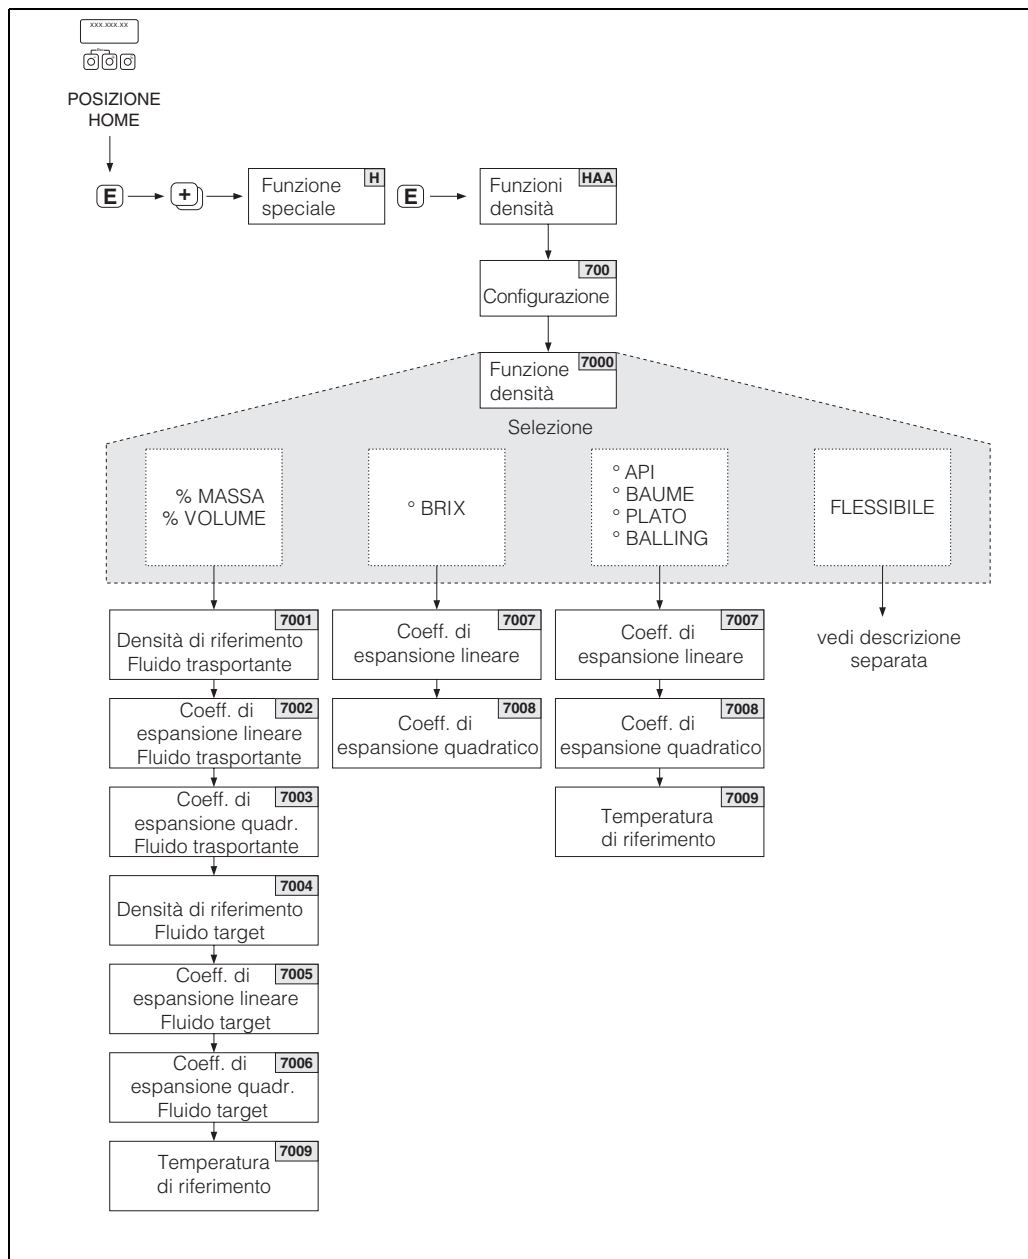 xxx.xxx.xx
POSIZIONE
HOME
E
+
H
Funzione
speciale
E
HAA
Funzioni
densità
700
Configurazione
7000
Funzione
densità
Selezione
% MASSA
% VOLUME
° BRIX
° API
° BAUME
° PLATO
° BALLING
FLESSIBILE
7001
Densità di riferimento
Fluido trasportante
7002
Coeff. di
espansione lineare
Fluido trasportante
7003
Coeff. di
espansione quadr.
Fluido trasportante
7004
Densità di riferimento
Fluido target
7005
Coeff. di
espansione lineare
Fluido target
7006
Coeff. di
espansione quadr.
Fluido target
7009
Temperatura
di riferimento
7007
Coeff. di
espansione lineare
7008
Coeff. di
espansione quadratico
7007
Coeff. di
espansione lineare
7008
Coeff. di
espansione quadratico
7009
Temperatura
di riferimento
vedi descrizione
separata